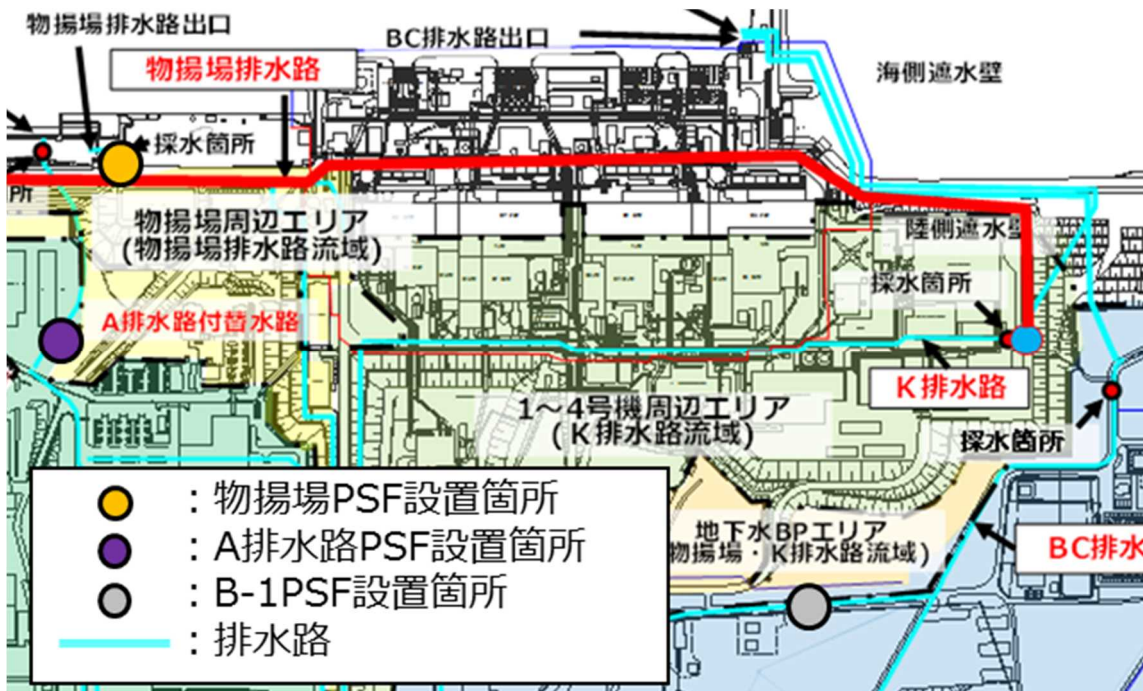 物揚場排水路出口
BC排水路出口
物揚場排水路
海側遮水壁
採水箇所
所
物揚場周辺エリア
(物揚場排水路流域)
陸側遮水壁
採水箇所
A排水路付替水路
K排水路
1～4号機周辺エリア
(K排水路流域)
採水箇所
地下水BPエリア
物揚場・K排水路流域)
BC排水
：物揚場PSF設置箇所
：A排水路PSF設置箇所
：B-1PSF設置箇所
：排水路